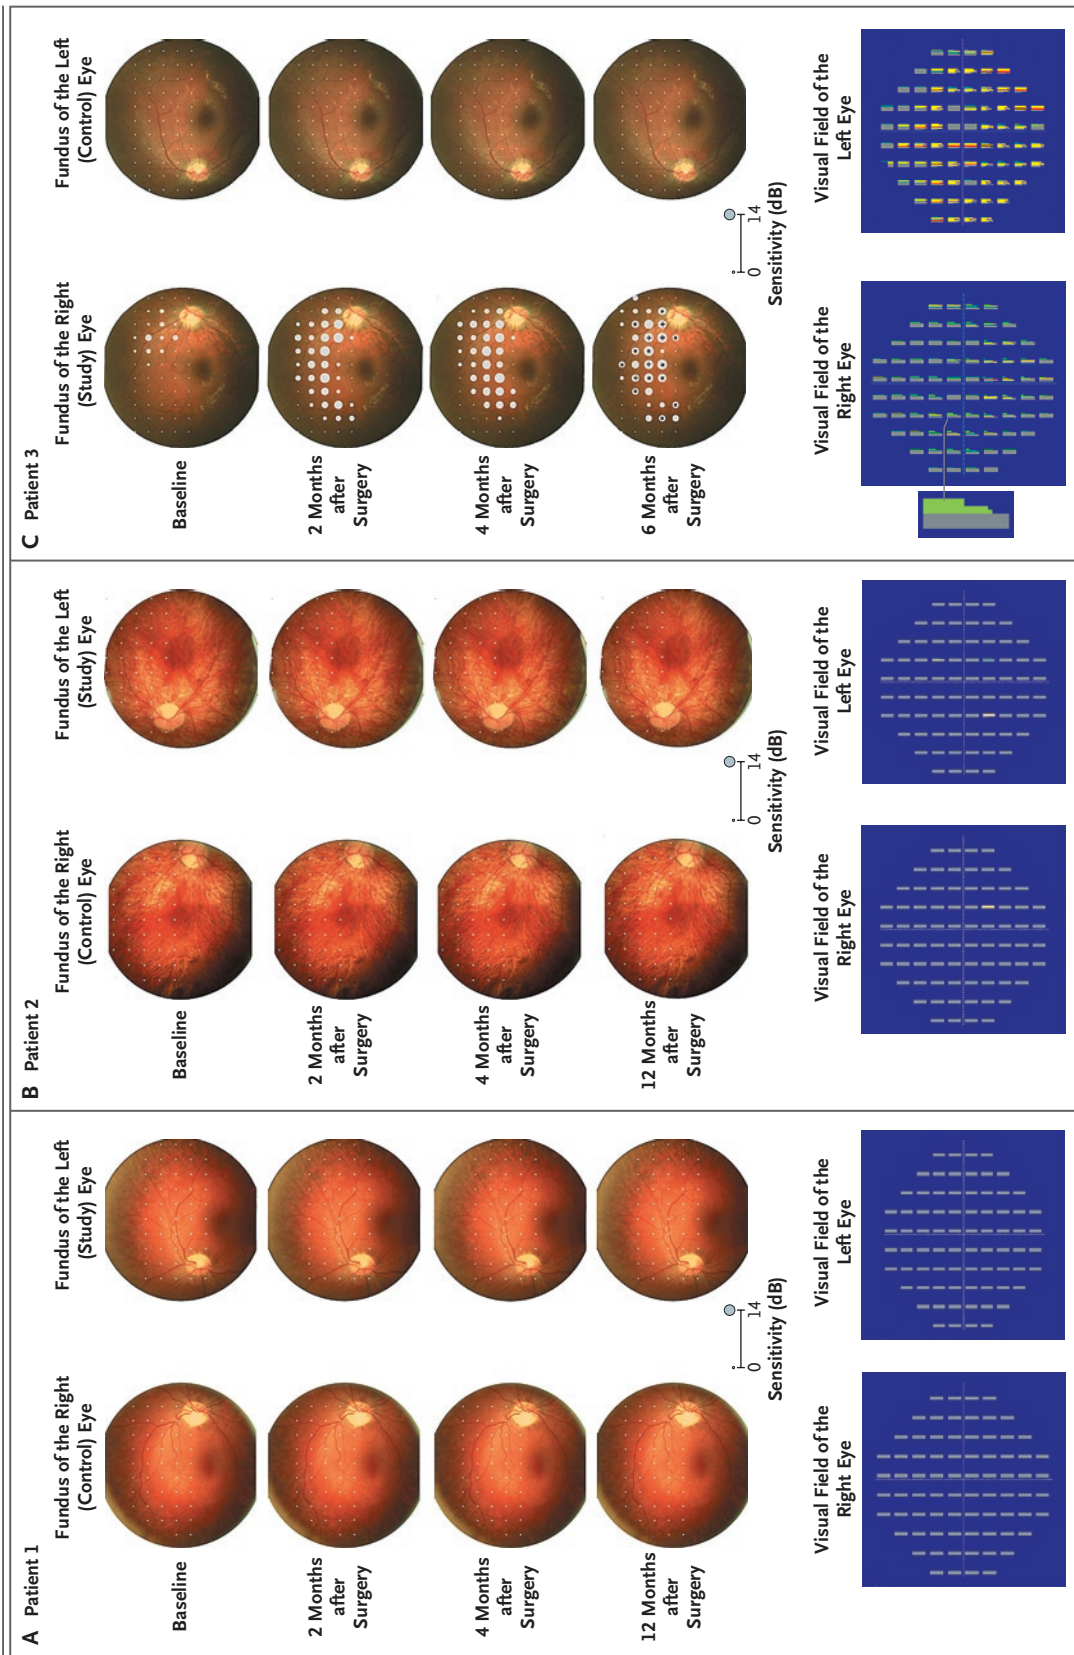 A Patient 1
Fundus of the Right
(Control) Eye
Fundus of the Left
(Study) Eye
Baseline
2 Months
after
Surgery
4 Months
after
Surgery
12 Months
after
Surgery
0
14
Sensitivity (dB)
Visual Field of the
Right Eye
Visual Field of the
Left Eye
B Patient 2
Fundus of the Right
(Control) Eye
Fundus of the Left
(Study) Eye
Baseline
2 Months
after
Surgery
4 Months
after
Surgery
12 Months
after
Surgery
0
14
Sensitivity (dB)
Visual Field of the
Right Eye
Visual Field of the
Left Eye
C Patient 3
Fundus of the Right
(Study) Eye
Fundus of the Left
(Control) Eye
Baseline
2 Months
after
Surgery
4 Months
after
Surgery
6 Months
after
Surgery
0
14
Sensitivity (dB)
Visual Field of the
Right Eye
Visual Field of the
Left Eye